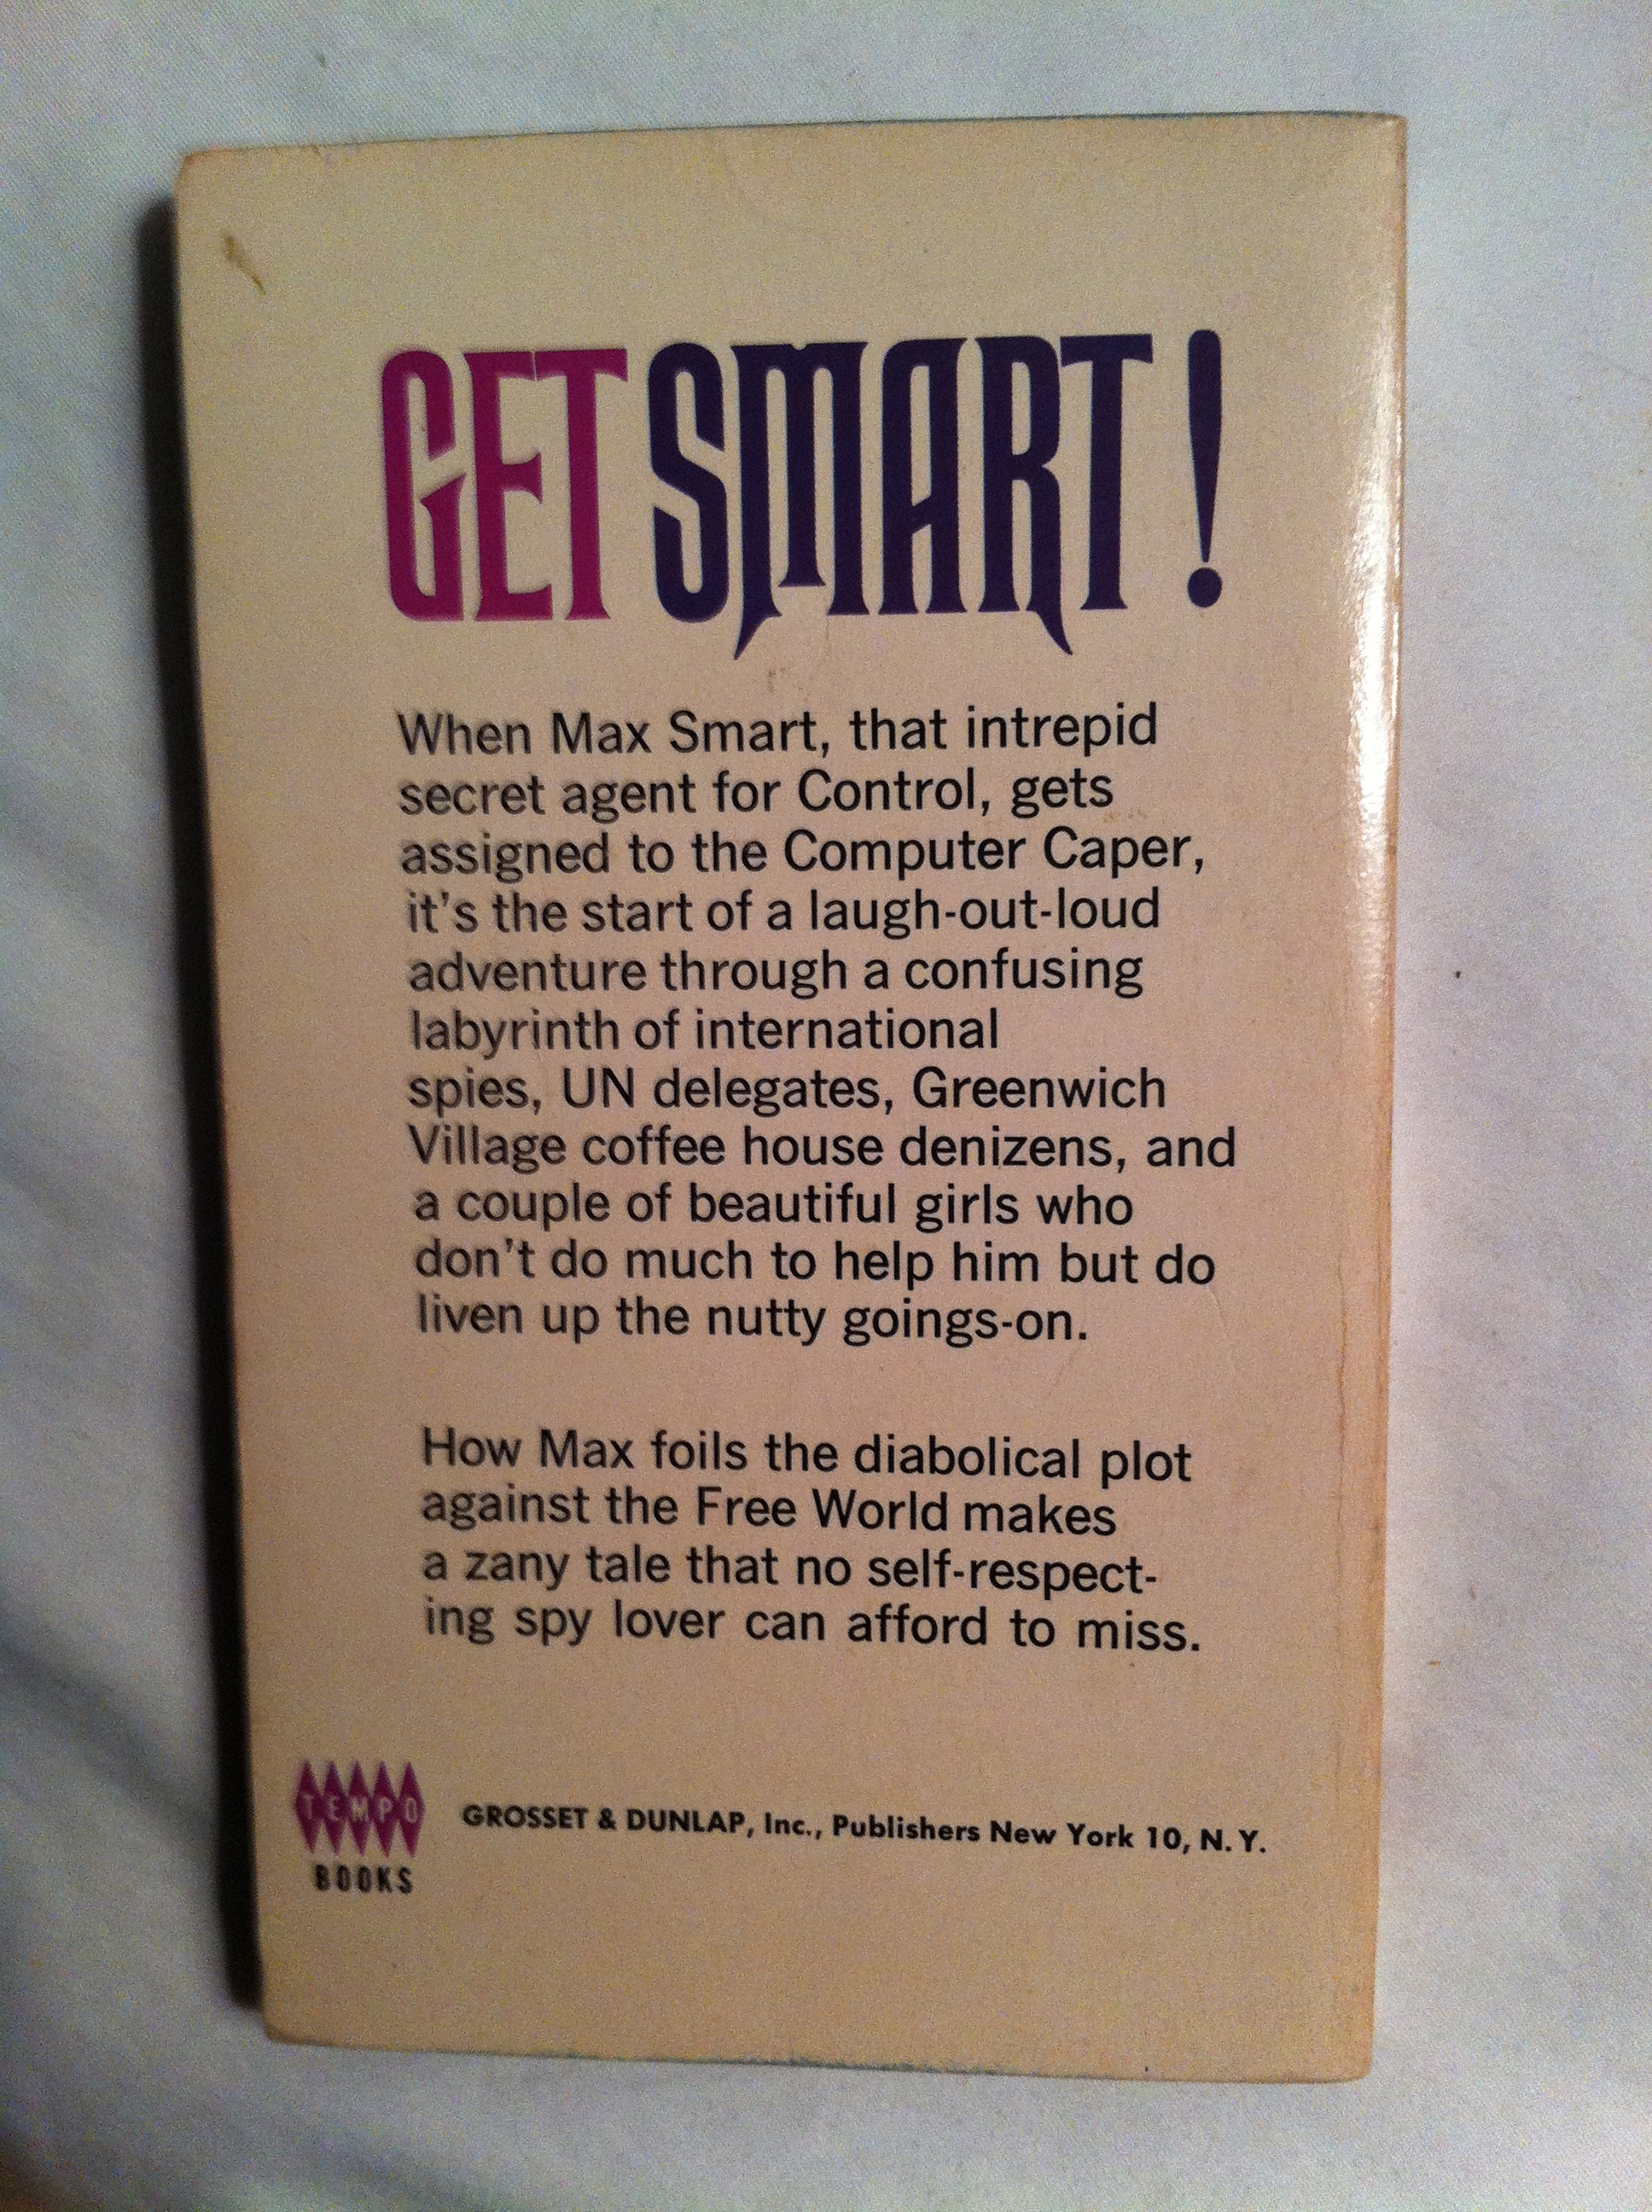 GET SMART!
When Max Smart, that intrepid
secret agent for Control, gets
assigned to the Computer Caper,
it's the start of a laugh-out-loud
adventure through a confusing
labyrinth of international
spies, UN delegates, Greenwich
Village coffee house denizens, and
a couple of beautiful girls who
don't do much to help him but do
liven up the nutty goings-on.
How Max foils the diabolical plot
against the Free World makes
a zany tale that no self-respect-
ing spy lover can afford to miss.
TEMPO
BOOKS
GROSSET & DUNLAP, Inc., Publishers New York 10, N.Y.